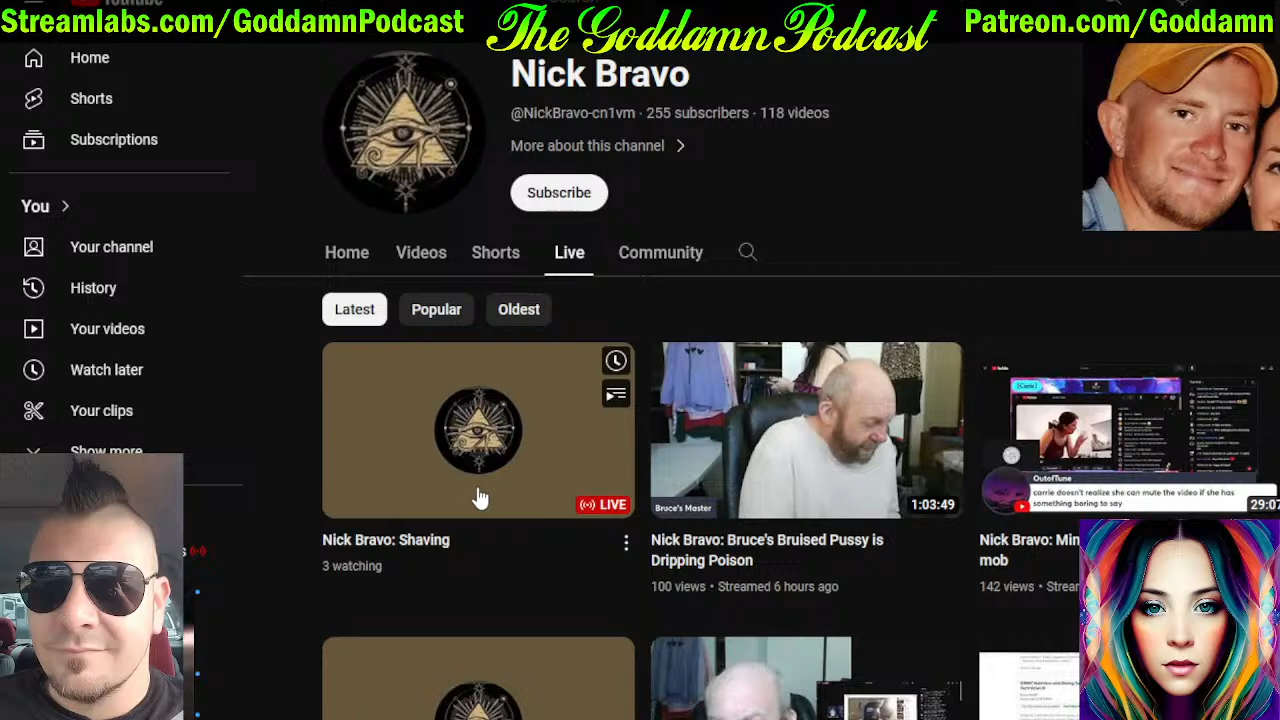 Streamlabs.com/GoddamnPodcast
The Goddamn Podcast
Patreon.com/Goddamn
Home
Shorts
Subscriptions
You
Your channel
History
Your videos
Watch later
Your clips
Show more
Nick Bravo
@NickBravo-cn1vm · 255 subscribers · 118 videos
More about this channel
Subscribe
Home Videos Shorts Live Community
Latest Popular Oldest
LIVE
Nick Bravo: Shaving
3 watching
Bruce's Master
1:03:49
Nick Bravo: Bruce's Bruised Pussy is
Dripping Poison
100 views • Streamed 6 hours ago
[Carrie]
OutofTune
carrie doesn't realize she can mute the video if she has
something boring to say
29:07
Nick Bravo: Min
mob
142 views • Strear